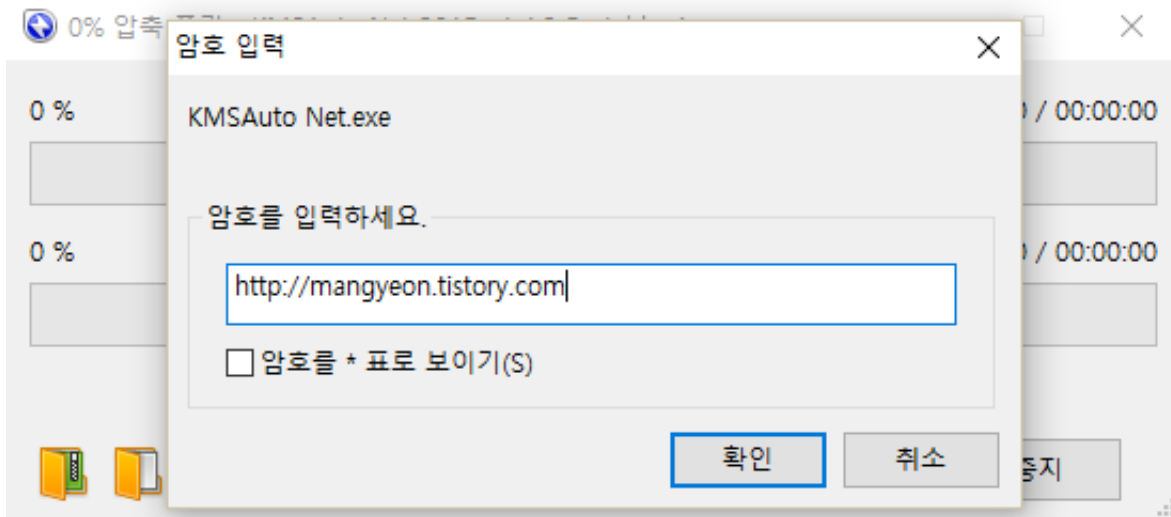 0% 압축
암호 입력
KMSAuto Net.exe
0 %
/ 00:00:00
암호를 입력하세요.
0 %
/ 00:00:00
http://mangyeon.tistory.com
암호를 * 표로 보이기(S)
확인
취소
중지